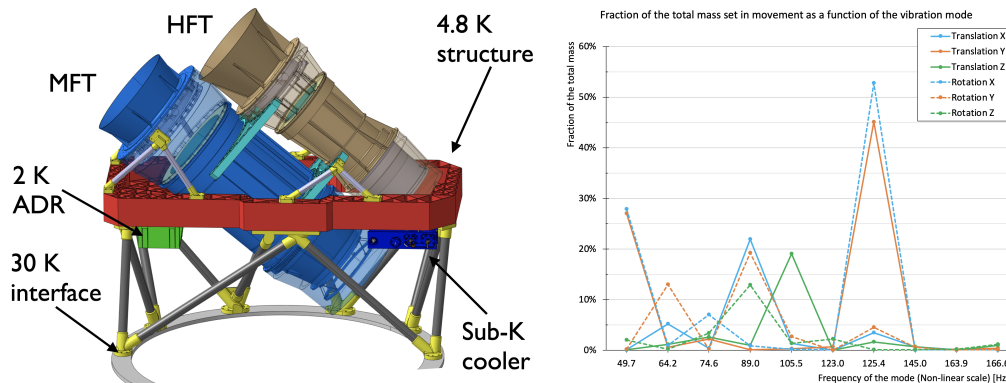 HFT
MFT
4.8 K
structure
2 K
ADR
30 K
interface
Sub-K
cooler
Fraction of the total mass set in movement as a function of the vibration mode
Fraction of the total mass
60%
50%
40%
30%
20%
10%
0%
Translation X
Translation Y
Translation Z
Rotation X
Rotation Y
Rotation Z
49.7 64.2 74.6 89.0 105.5 123.0 125.4 145.0 163.9 166.
Frequency of the mode (Non-linear scale) [Hz